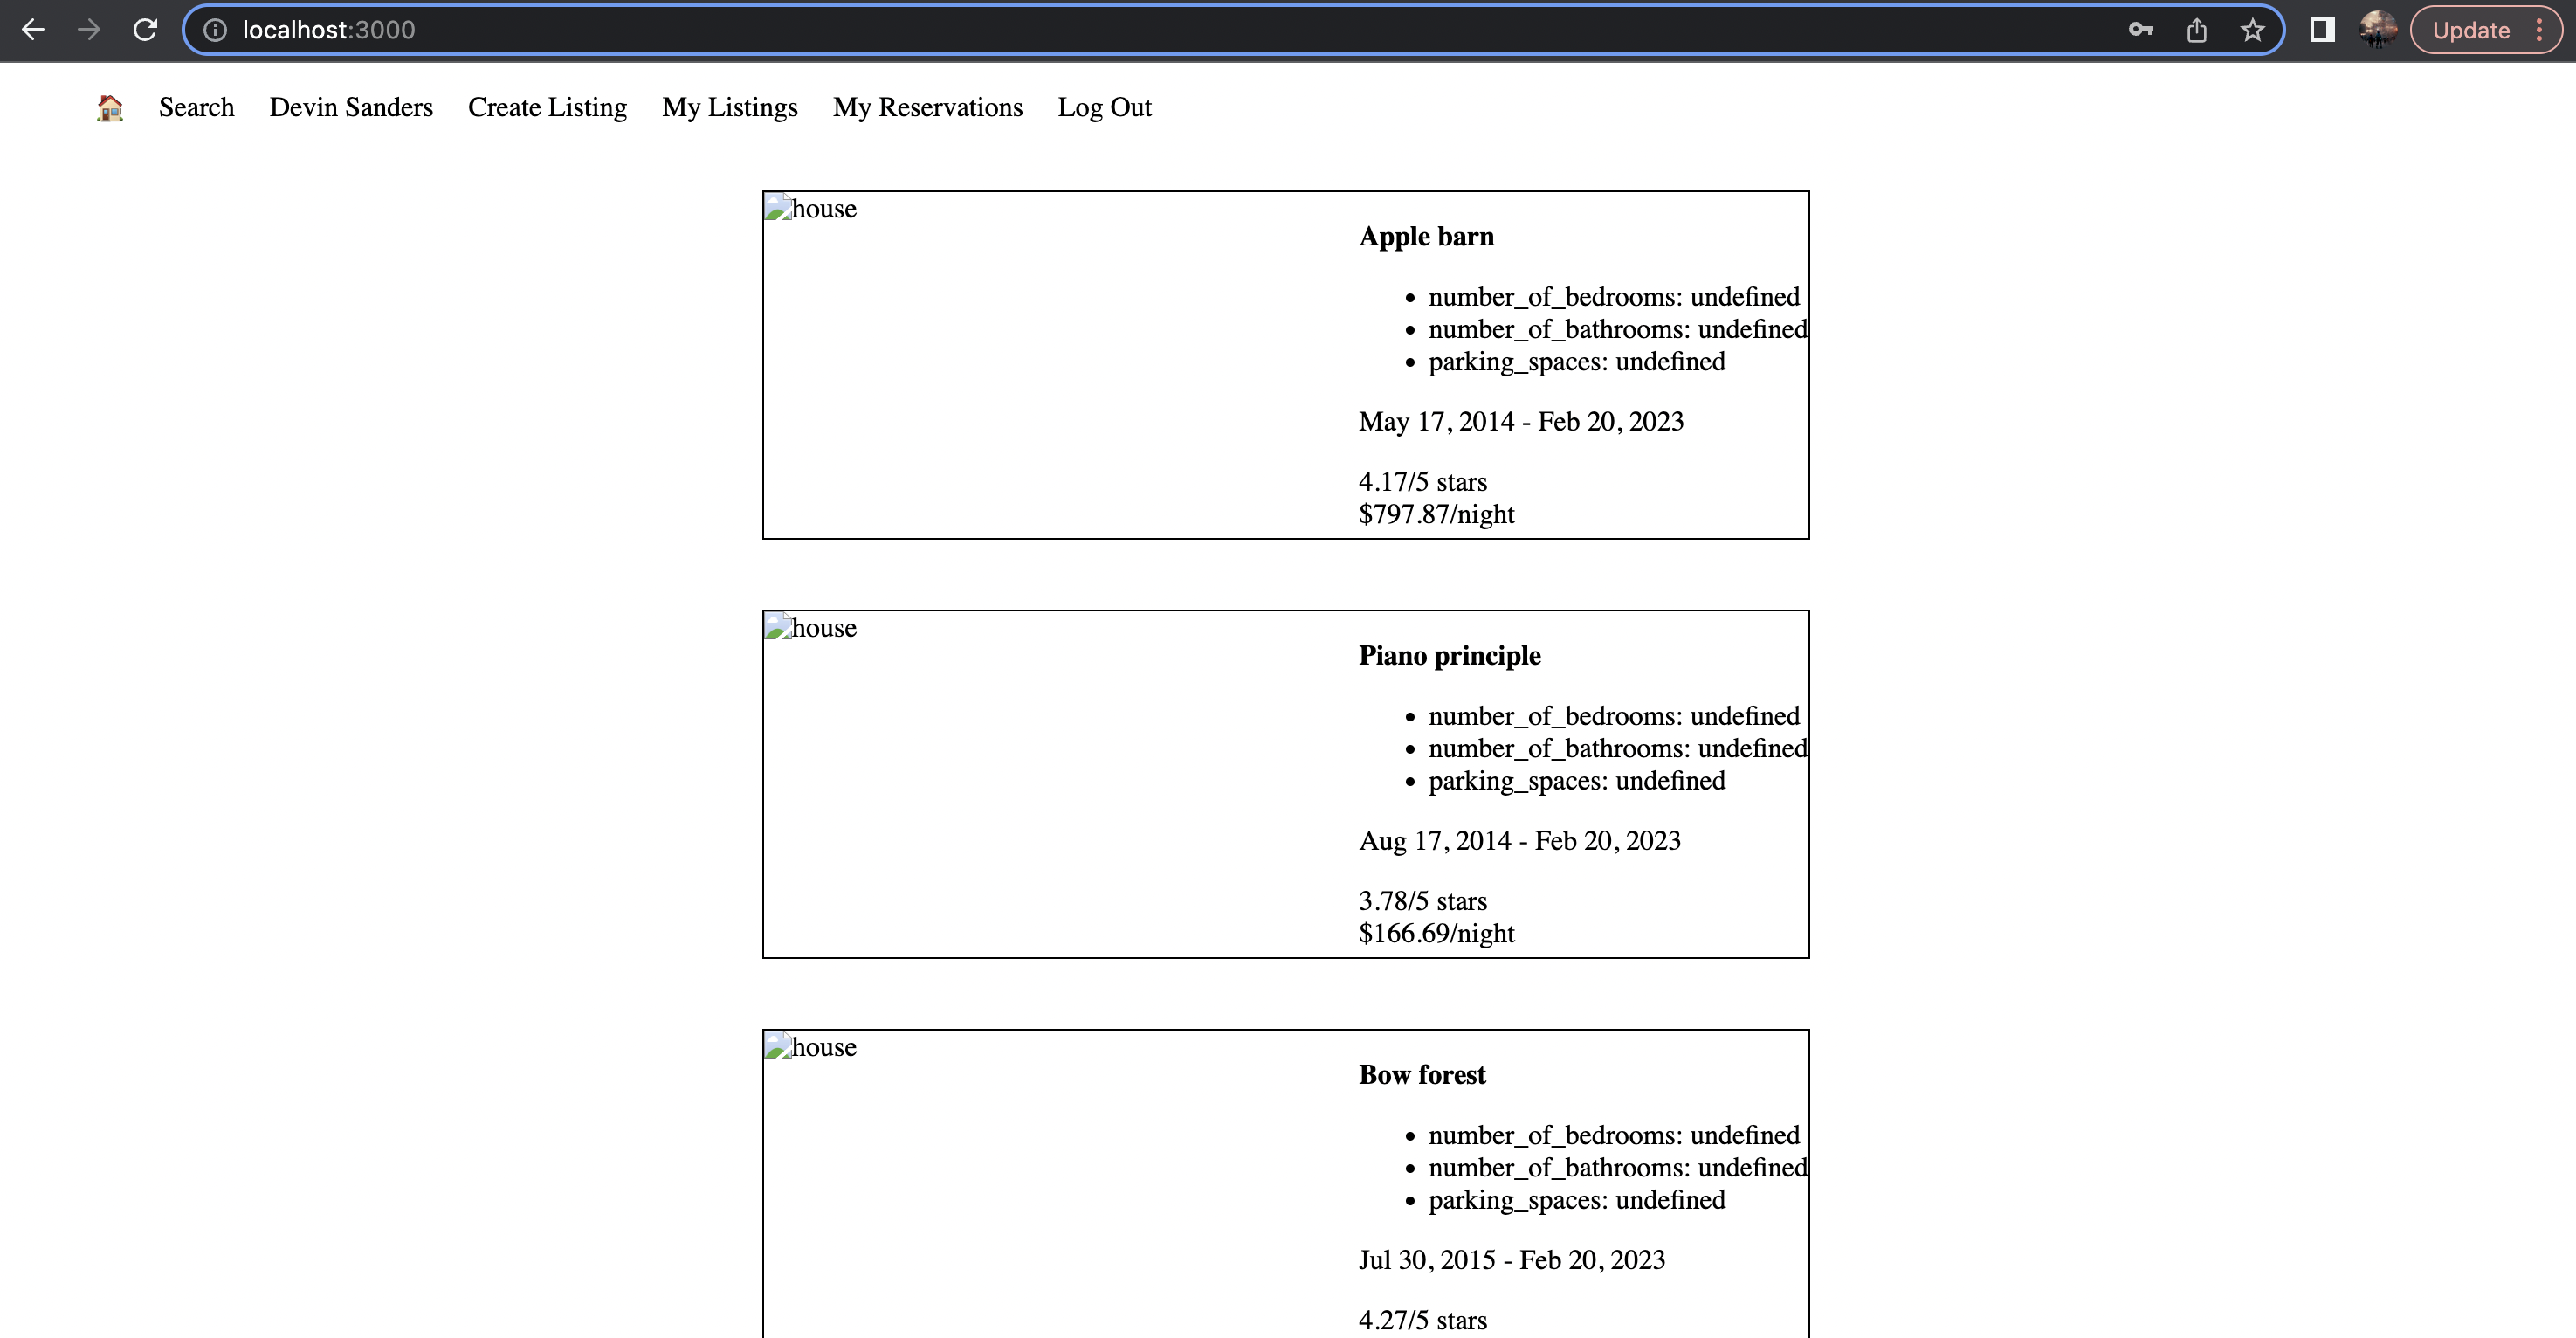 localhost:3000
Update
🏠 Search Devin Sanders Create Listing My Listings My Reservations Log Out
house
Apple barn
• number_of_bedrooms: undefined
• number_of_bathrooms: undefined
• parking_spaces: undefined
May 17, 2014 - Feb 20, 2023
4.17/5 stars
$797.87/night
house
Piano principle
• number_of_bedrooms: undefined
• number_of_bathrooms: undefined
• parking_spaces: undefined
Aug 17, 2014 - Feb 20, 2023
3.78/5 stars
$166.69/night
house
Bow forest
• number_of_bedrooms: undefined
• number_of_bathrooms: undefined
• parking_spaces: undefined
Jul 30, 2015 - Feb 20, 2023
4.27/5 stars